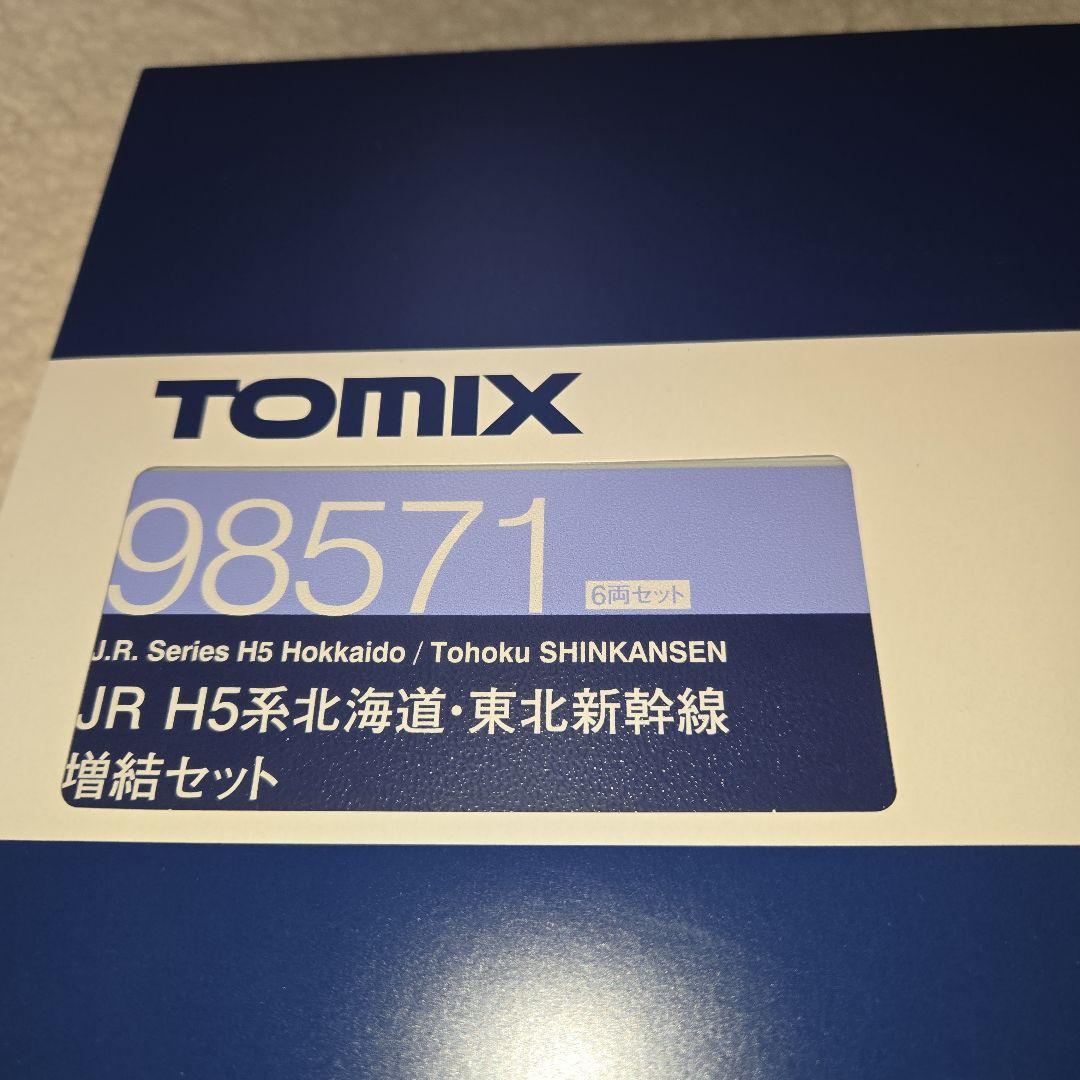 TOMIX
98571 6両セット
J.R. Series H5 Hokkaido / Tohoku SHINKANSEN
JR H5系北海道・東北新幹線
増結セット